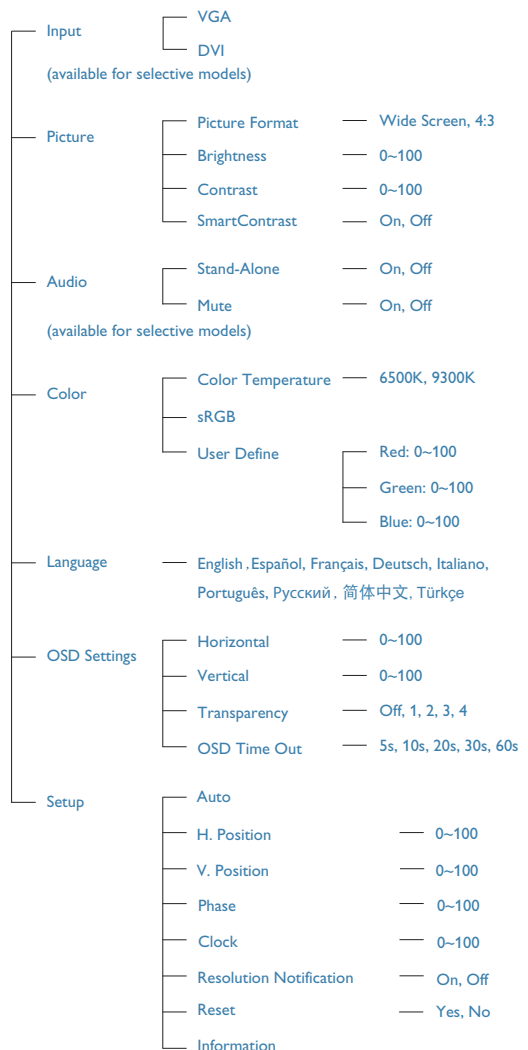 Input
VGA
DVI
(available for selective models)
Picture
Picture Format
Wide Screen, 4:3
Brightness
0~100
Contrast
0~100
SmartContrast
On, Off
Audio
Stand-Alone
On, Off
Mute
On, Off
(available for selective models)
Color
Color Temperature
6500K, 9300K
sRGB
User Define
Red: 0~100
Green: 0~100
Blue: 0~100
Language
English , Español, Français, Deutsch, Italiano,
Português, Русский , 简体中文, Türkçe
OSD Settings
Horizontal
0~100
Vertical
0~100
Transparency
Off, 1, 2, 3, 4
OSD Time Out
5s, 10s, 20s, 30s, 60s
Setup
Auto
H. Position
0~100
V. Position
0~100
Phase
0~100
Clock
0~100
Resolution Notification
On, Off
Reset
Yes, No
Information